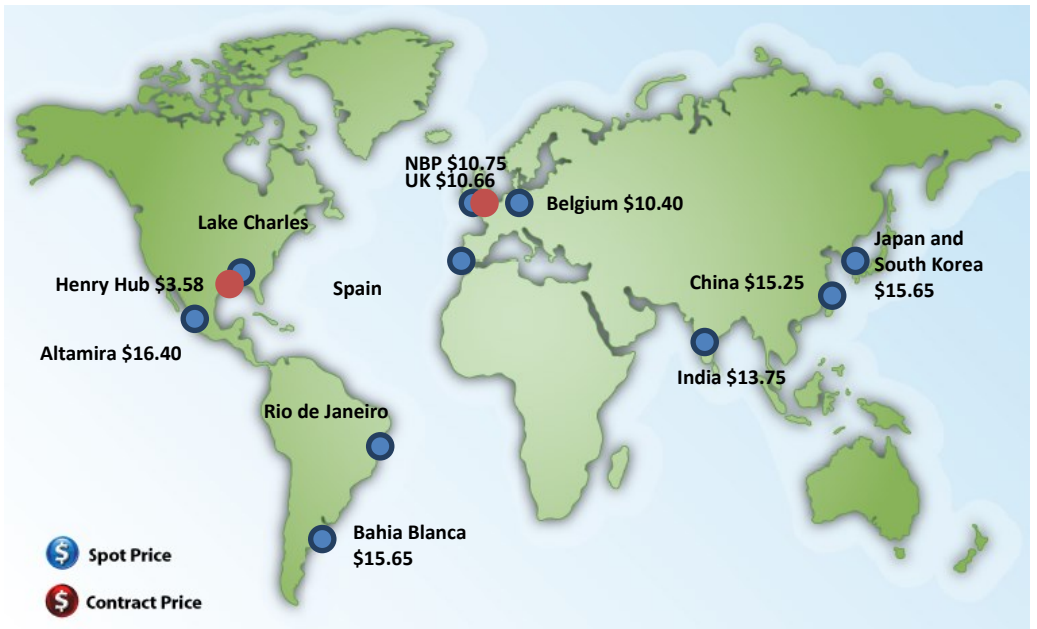 NBP $10.75
UK $10.66
Belgium $10.40
Lake Charles
Japan and
South Korea
$15.65
Henry Hub $3.58
Spain
China $15.25
Altamira $16.40
India $13.75
Rio de Janeiro
Bahia Blanca
$15.65
$ Spot Price
$ Contract Price